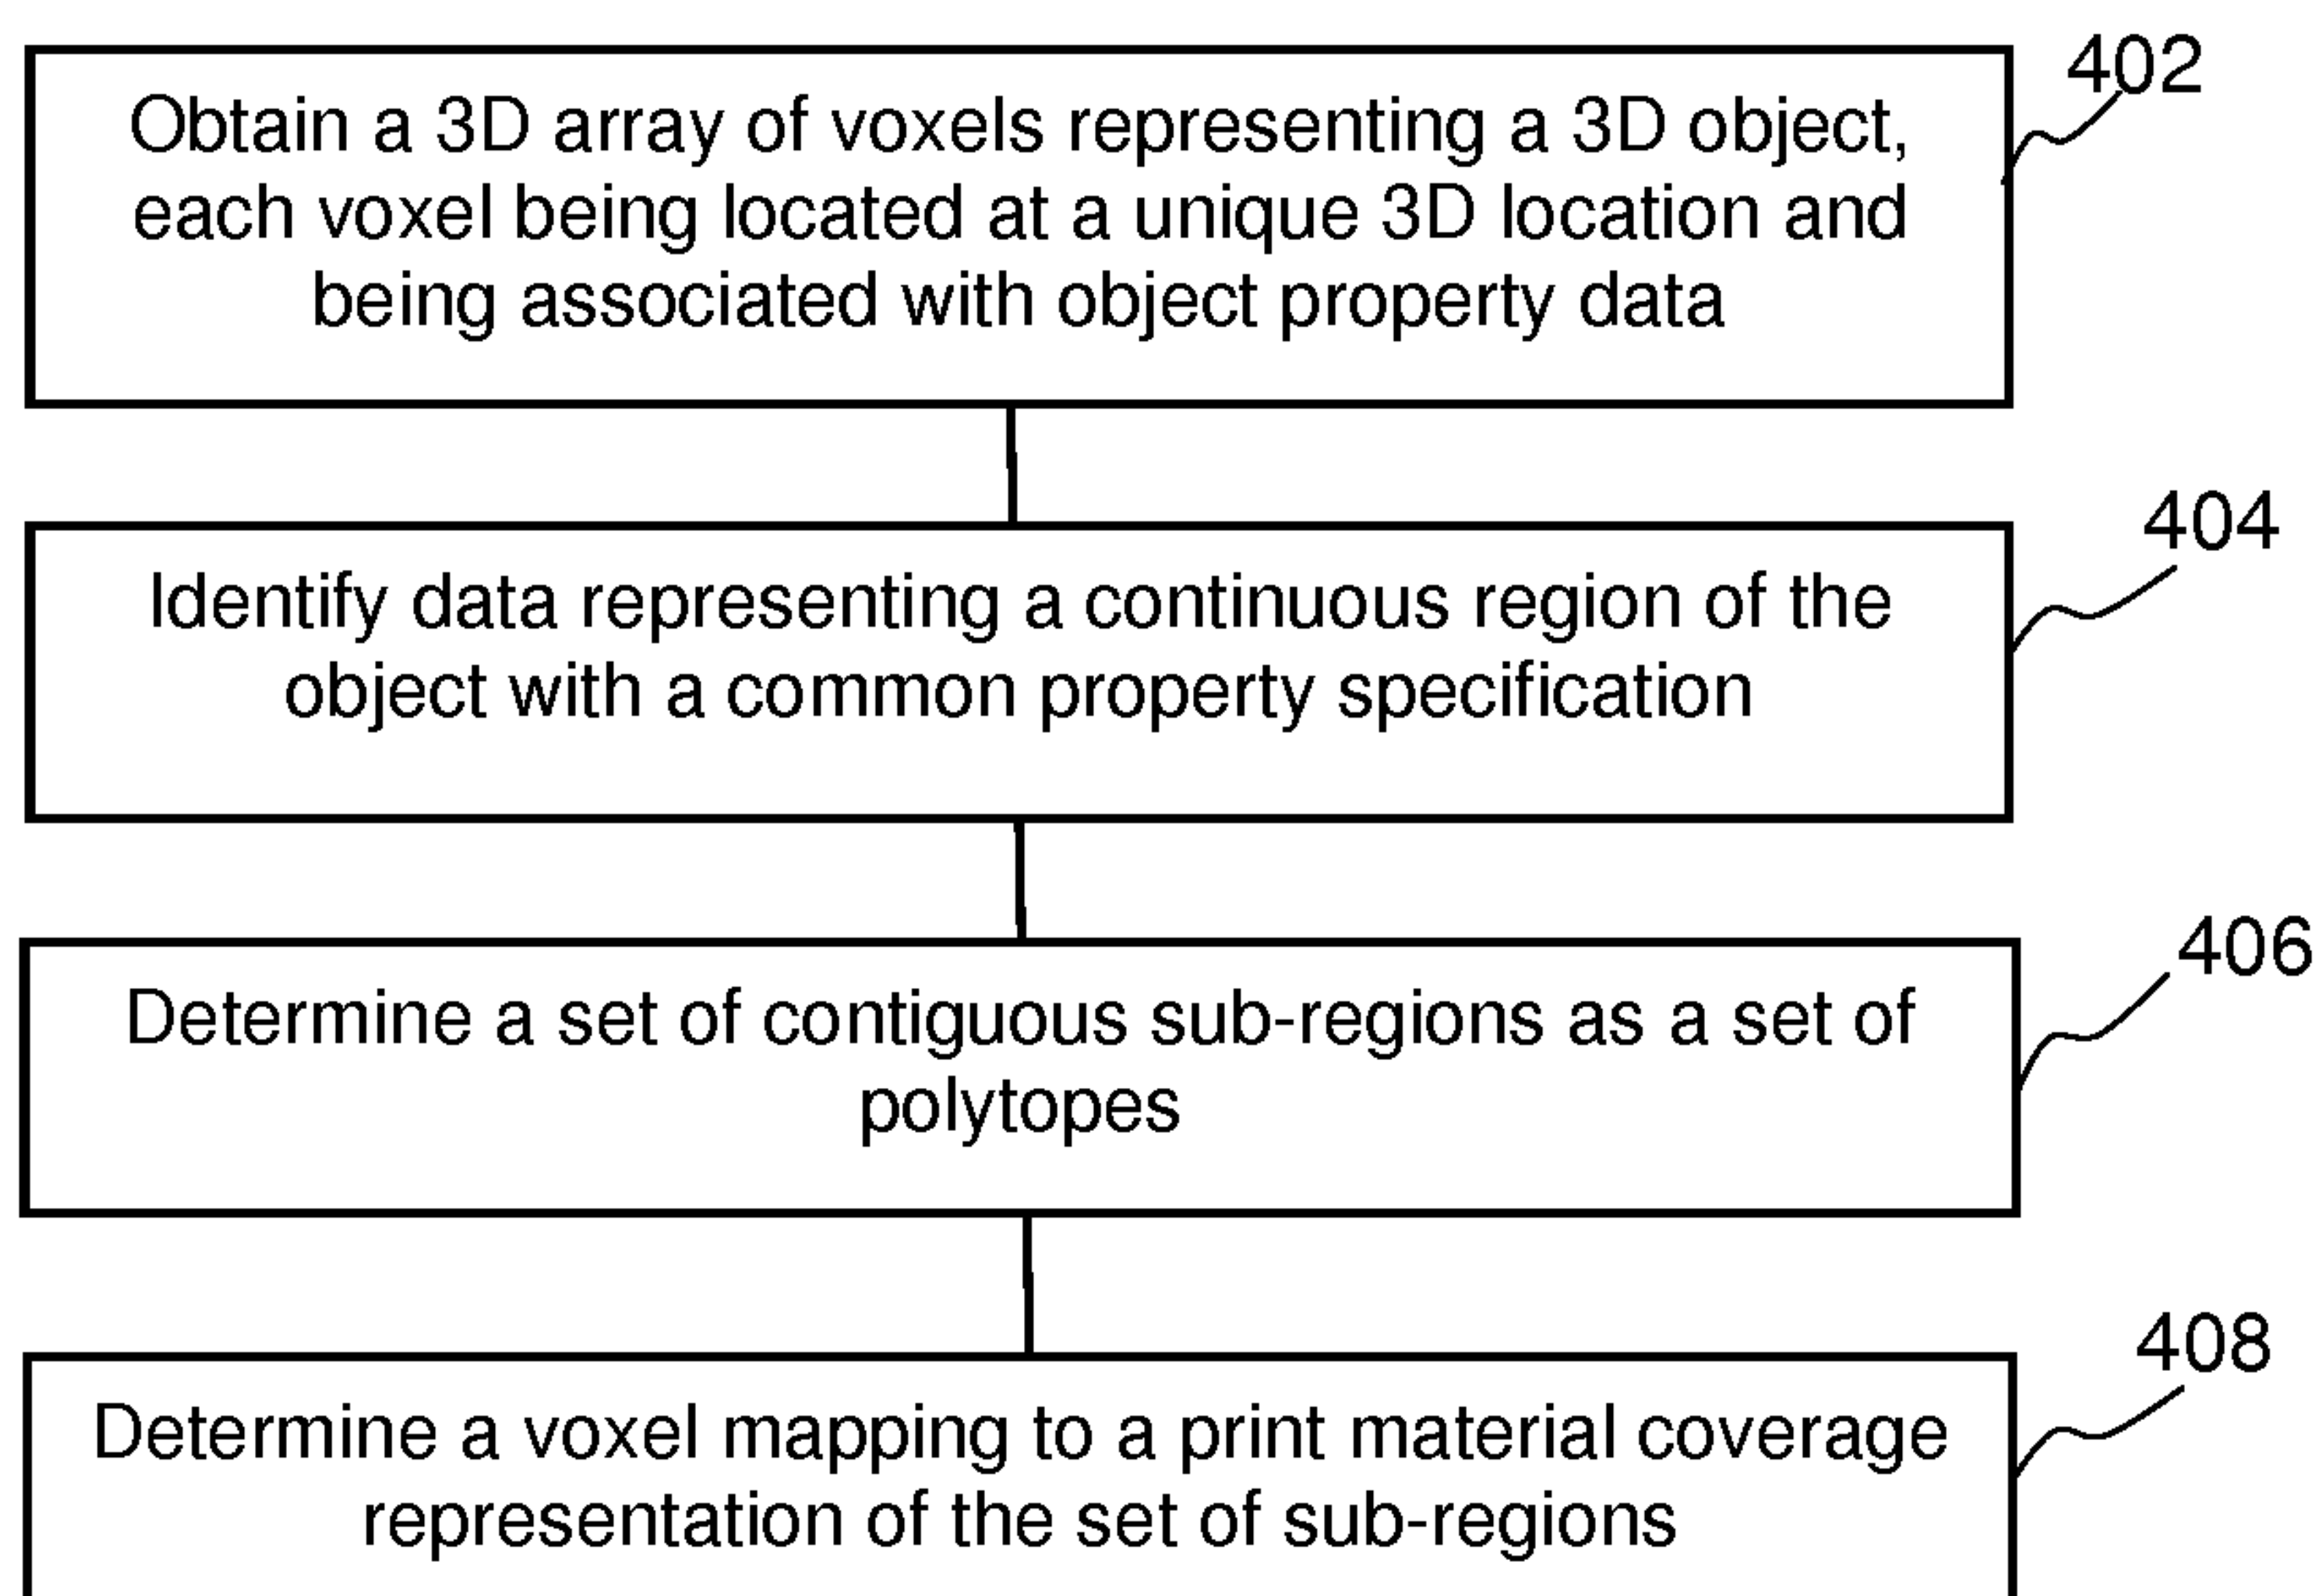 402
Obtain a 3D array of voxels representing a 3D object,
each voxel being located at a unique 3D location and
being associated with object property data
404
Identify data representing a continuous region of the
object with a common property specification
406
Determine a set of contiguous sub-regions as a set of
polytopes
408
Determine a voxel mapping to a print material coverage
representation of the set of sub-regions